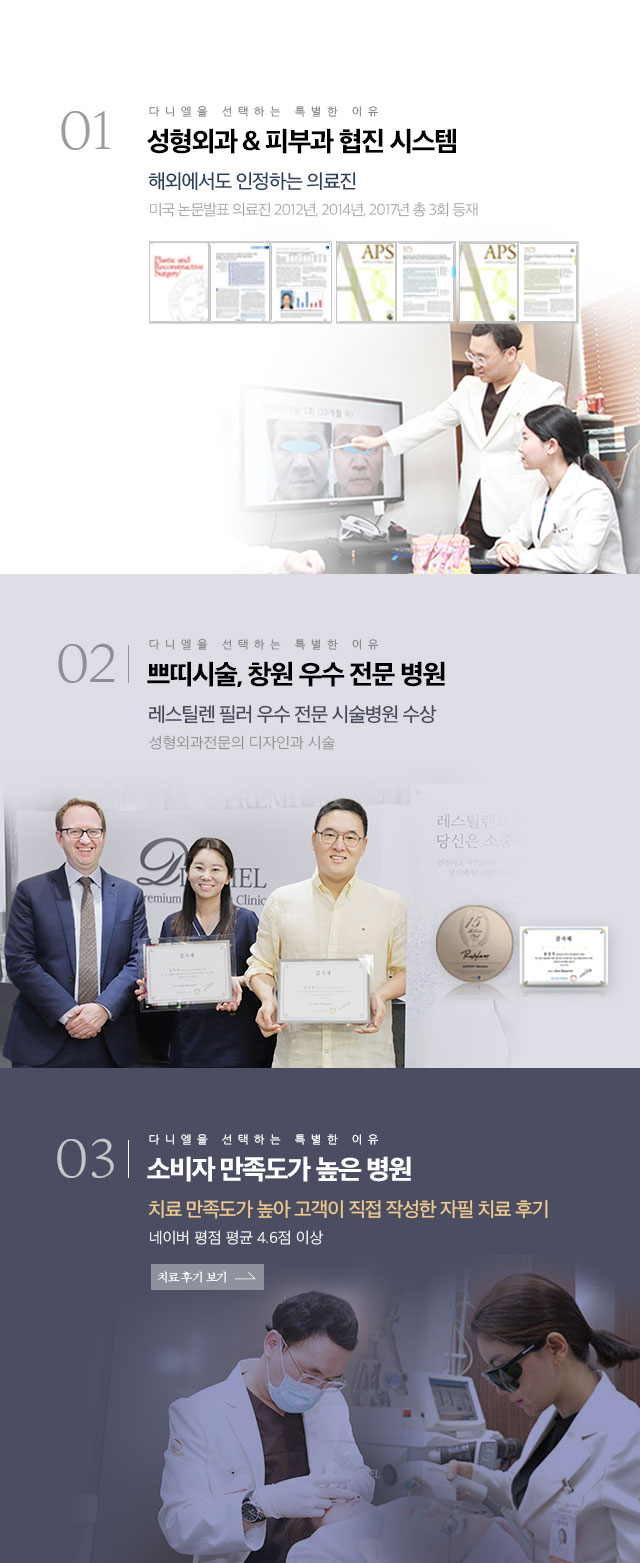 01
다니엘을 선택하는 특별한 이유
성형외과 & 피부과 협진 시스템
해외에서도 인정하는 의료진
미국 논문발표 의료진 2012년, 2014년, 2017년 총 3회 등재
Plastic and
Reconstructive
Surgery
APS
APS
1회 (10개월 뒤)
02
다니엘을 선택하는 특별한 이유
쁘띠시술, 창원 우수 전문 병원
레스틸렌 필러 우수 전문 시술병원 수상
성형외과전문의 디자인과 시술
레스틸렌으로
당신은 소중
Premium
Clinic
감사패
감사패
15
Restylane
감사패
03
다니엘을 선택하는 특별한 이유
소비자 만족도가 높은 병원
치료 만족도가 높아 고객이 직접 작성한 자필 치료 후기
네이버 평점 평균 4.6점 이상
치료 후기 보기